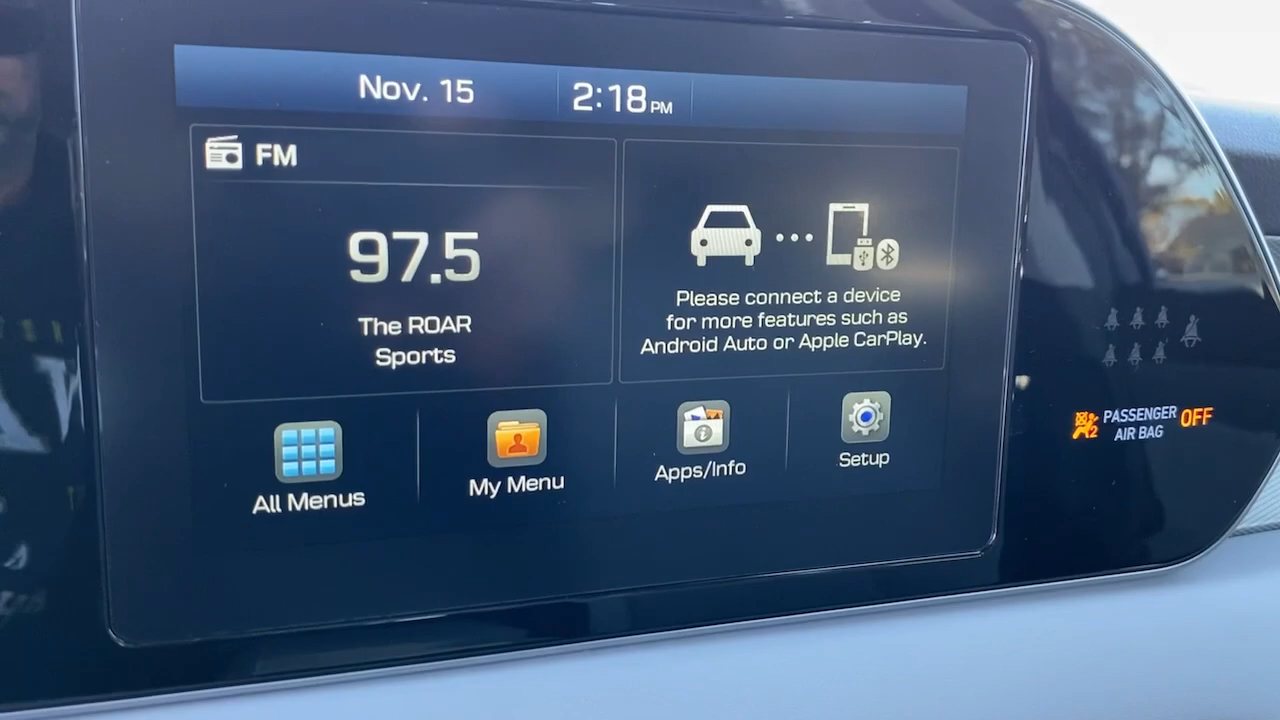 Nov. 15
2:18 PM
FM
97.5
The ROAR
Sports
Please connect a device
for more features such as
Android Auto or Apple CarPlay.
All Menus
My Menu
Apps/Info
Setup
2 PASSENGER
AIR BAG
OFF